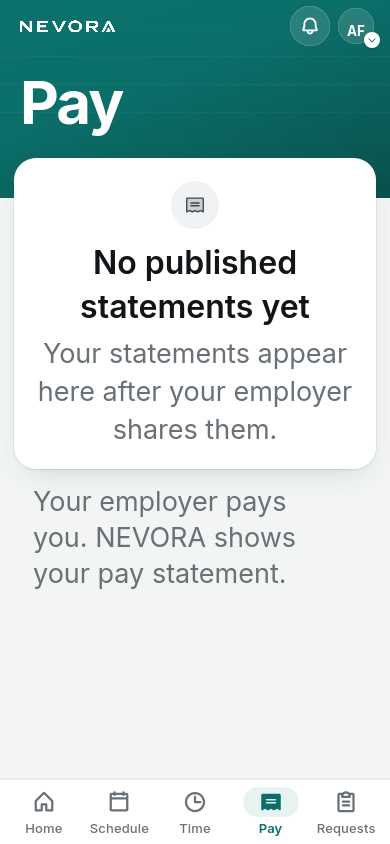 NEVORA
AF
Pay
No published
statements yet
Your statements appear
here after your employer
shares them.
Your employer pays
you. NEVORA shows
your pay statement.
Home Schedule Time Pay Requests